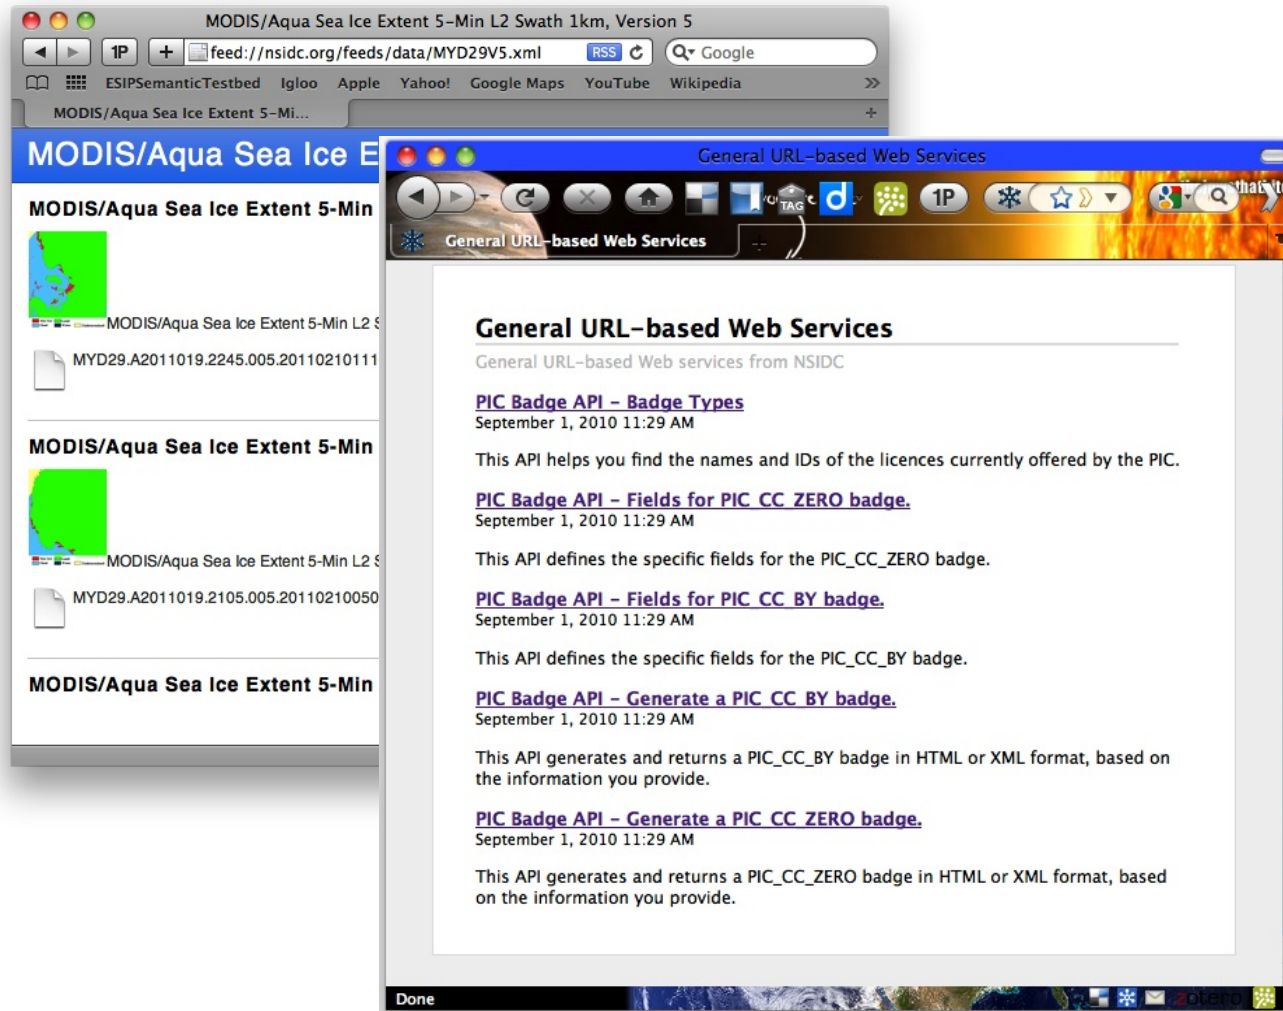 MODIS/Aqua Sea Ice Extent 5-Min L2 Swath 1km, Version 5
1P + feed://nsidc.org/feeds/data/MYD29V5.xml RSS Google
ESIPSemanticTestbed Igloo Apple Yahoo! Google Maps YouTube Wikipedia
MODIS/Aqua Sea Ice Extent 5-Mi...
MODIS/Aqua Sea Ice E
MODIS/Aqua Sea Ice Extent 5-Min
MODIS/Aqua Sea Ice Extent 5-Min L2 S
MYD29.A2011019.2245.005.20110210111
MODIS/Aqua Sea Ice Extent 5-Min
MODIS/Aqua Sea Ice Extent 5-Min L2 S
MYD29.A2011019.2105.005.20110210050
MODIS/Aqua Sea Ice Extent 5-Min
General URL-based Web Services
TAG d 1P
General URL-based Web Services
General URL-based Web Services
General URL-based Web services from NSIDC
PIC Badge API - Badge Types
September 1, 2010 11:29 AM
This API helps you find the names and IDs of the licences currently offered by the PIC.
PIC Badge API - Fields for PIC_CC_ZERO badge.
September 1, 2010 11:29 AM
This API defines the specific fields for the PIC_CC_ZERO badge.
PIC Badge API - Fields for PIC_CC_BY badge.
September 1, 2010 11:29 AM
This API defines the specific fields for the PIC_CC_BY badge.
PIC Badge API - Generate a PIC_CC_BY badge.
September 1, 2010 11:29 AM
This API generates and returns a PIC_CC_BY badge in HTML or XML format, based on
the information you provide.
PIC Badge API - Generate a PIC_CC_ZERO badge.
September 1, 2010 11:29 AM
This API generates and returns a PIC_CC_ZERO badge in HTML or XML format, based
on the information you provide.
Done
zotero